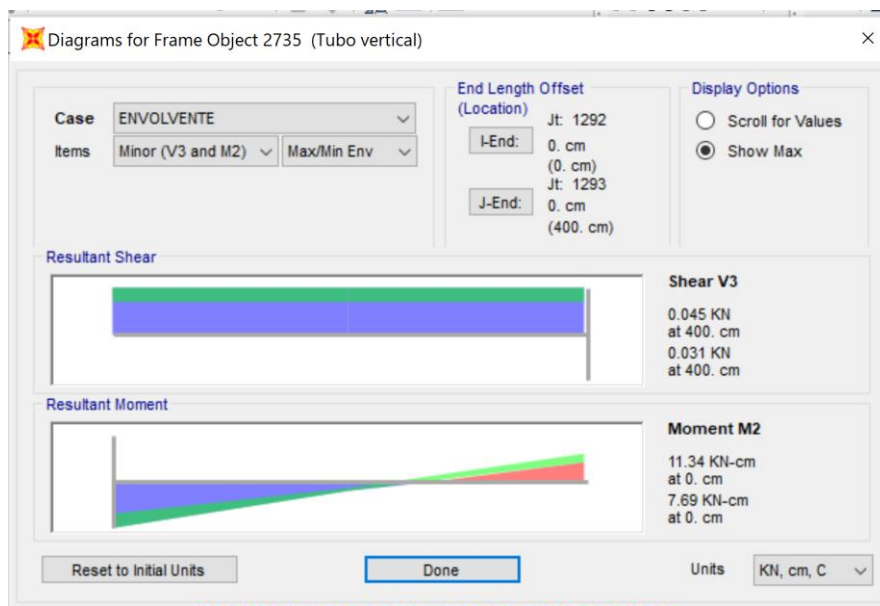 Diagrams for Frame Object 2735 (Tubo vertical)
Case ENVOLVENTE
Items Minor (V3 and M2) Max/Min Env
End Length Offset
(Location)
Jt: 1292
I-End: 0. cm
(0. cm)
Jt: 1293
J-End: 0. cm
(400. cm)
Display Options
Scroll for Values
Show Max
Resultant Shear
Shear V3
0.045 KN
at 400. cm
0.031 KN
at 400. cm
Resultant Moment
Moment M2
11.34 KN-cm
at 0. cm
7.69 KN-cm
at 0. cm
Reset to Initial Units
Done
Units KN, cm, C